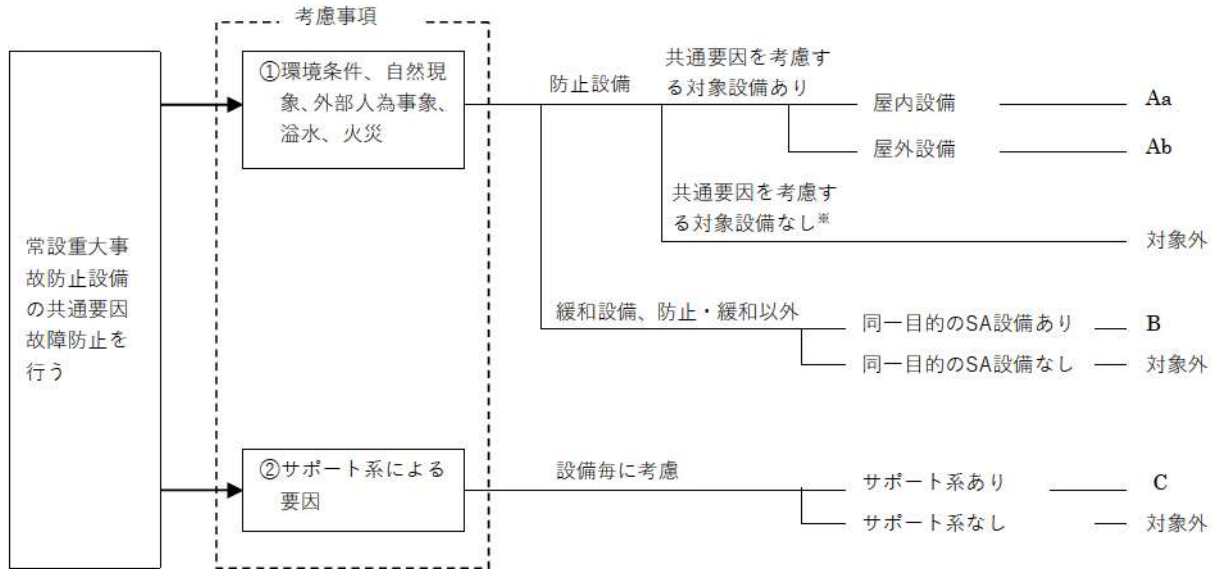 考慮事項
常設重大事
故防止設備
の共通要因
故障防止を
行う
①環境条件、自然現
象、外部人為事象、
溢水、火災
防止設備
共通要因を考慮す
る対象設備あり
屋内設備
Aa
屋外設備
Ab
共通要因を考慮す
る対象設備なし※
対象外
緩和設備、防止・緩和以外
同一目的のSA設備あり
B
同一目的のSA設備なし
対象外
②サポート系による
要因
設備毎に考慮
サポート系あり
C
サポート系なし
対象外